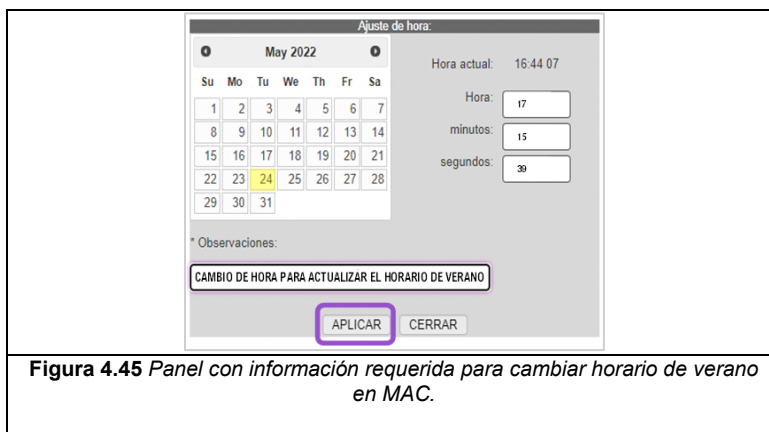 Ajuste de hora:
May 2022
Su Mo Tu We Th Fr Sa
1 2 3 4 5 6 7
8 9 10 11 12 13 14
15 16 17 18 19 20 21
22 23 24 25 26 27 28
29 30 31
Hora actual: 16:44 07
Hora: 17
minutos: 15
segundos: 39
* Observaciones:
CAMBIO DE HORA PARA ACTUALIZAR EL HORARIO DE VERANO
APLICAR CERRAR
Figura 4.45 Panel con información requerida para cambiar horario de verano
en MAC.